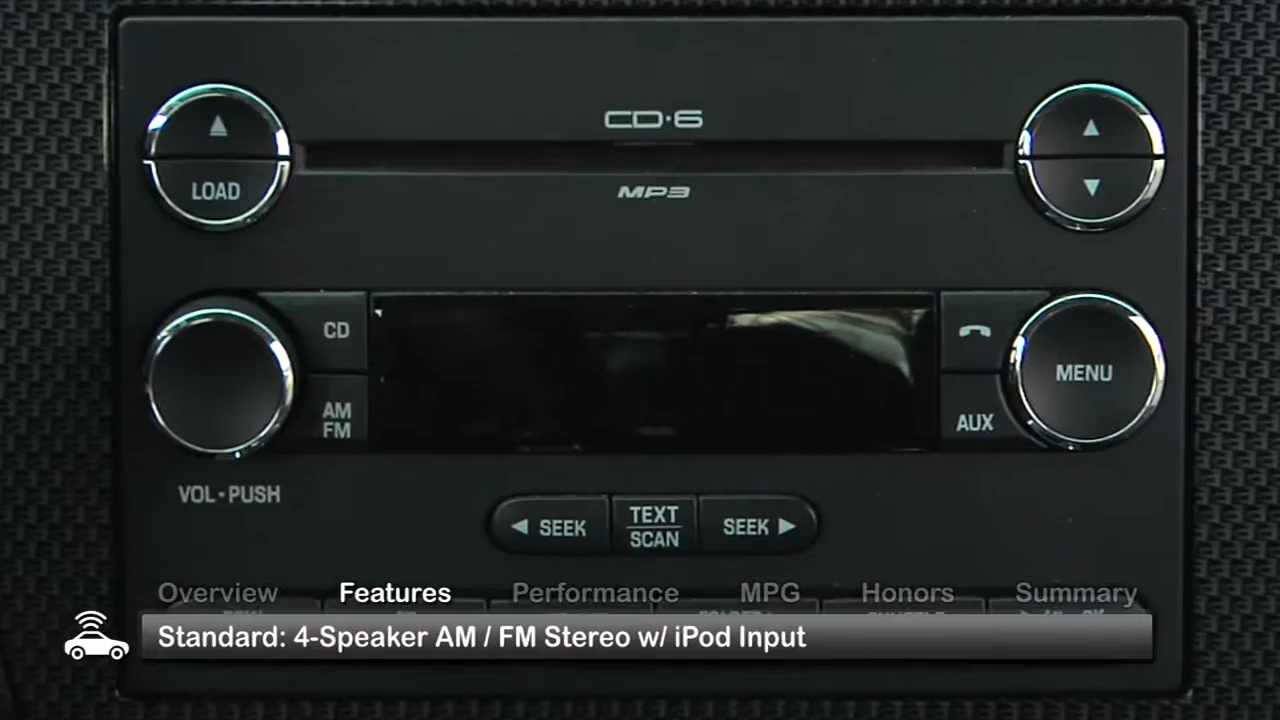 CD·6
LOAD
MP3
CD
AM
FM
MENU
AUX
VOL·PUSH
SEEK
TEXT
SCAN
SEEK
Overview Features Performance MPG Honors Summary
Standard: 4-Speaker AM / FM Stereo w/ iPod Input